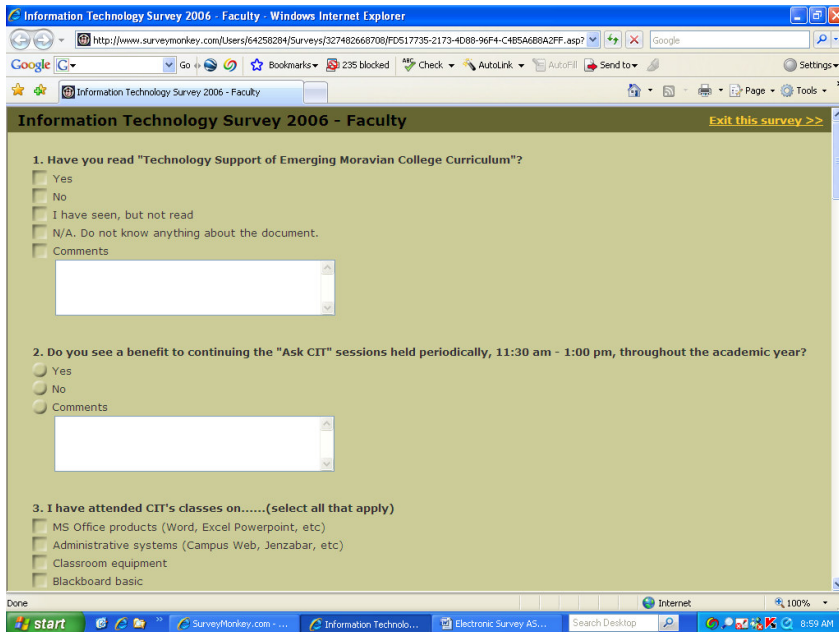 Information Technology Survey 2006 - Faculty - Windows Internet Explorer
http://www.surveymonkey.com/Users/64258284/Surveys/327482668708/FD517735-2173-4D88-96F4-C4B5A6B8A2FF.asp?
Google
Google G Go Bookmarks 235 blocked Check AutoLink AutoFill Send to Settings
Information Technology Survey 2006 - Faculty
Page Tools
Information Technology Survey 2006 - Faculty
Exit this survey >>
1. Have you read "Technology Support of Emerging Moravian College Curriculum"?
Yes
No
I have seen, but not read
N/A. Do not know anything about the document.
Comments
2. Do you see a benefit to continuing the "Ask CIT" sessions held periodically, 11:30 am - 1:00 pm, throughout the academic year?
Yes
No
Comments
3. I have attended CIT's classes on......(select all that apply)
MS Office products (Word, Excel Powerpoint, etc)
Administrative systems (Campus Web, Jenzabar, etc)
Classroom equipment
Blackboard basic
Done Internet 100%
start SurveyMonkey.com - ... Information Technolo... Electronic Survey AS... Search Desktop 8:59 AM